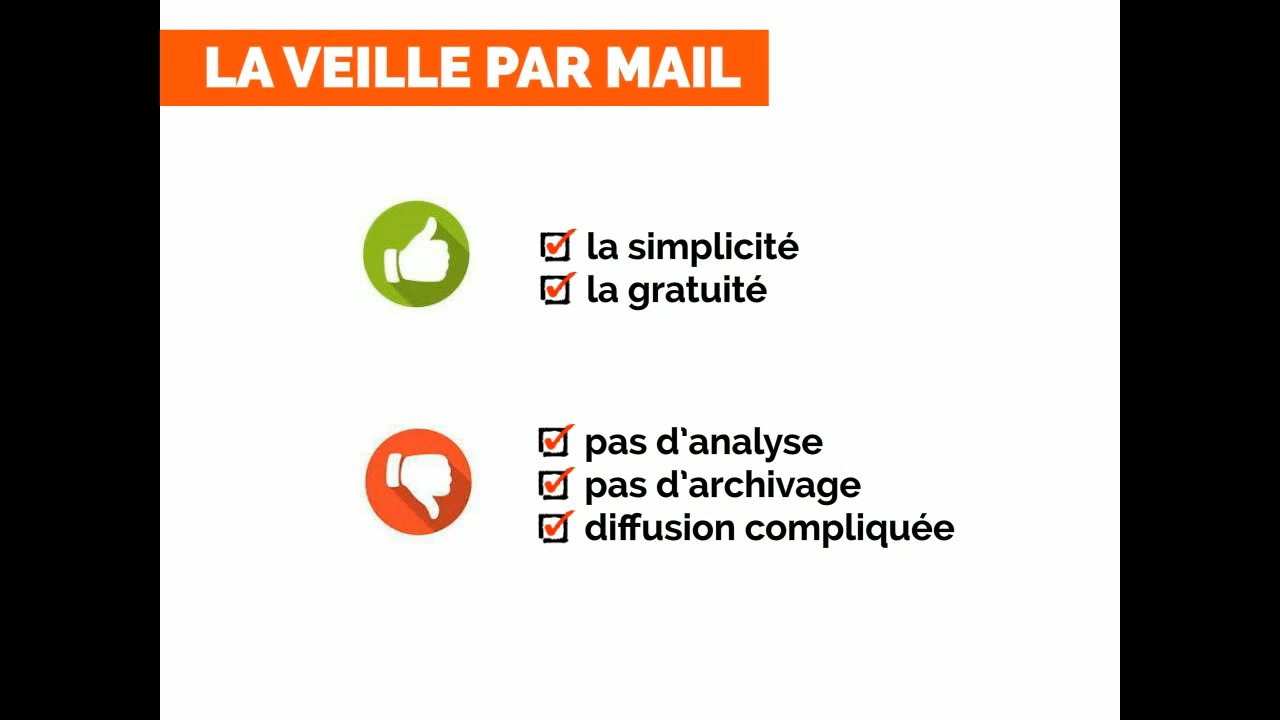 LA VEILLE PAR MAIL
la simplicité
la gratuité
pas d’analyse
pas d’archivage
diffusion compliquée